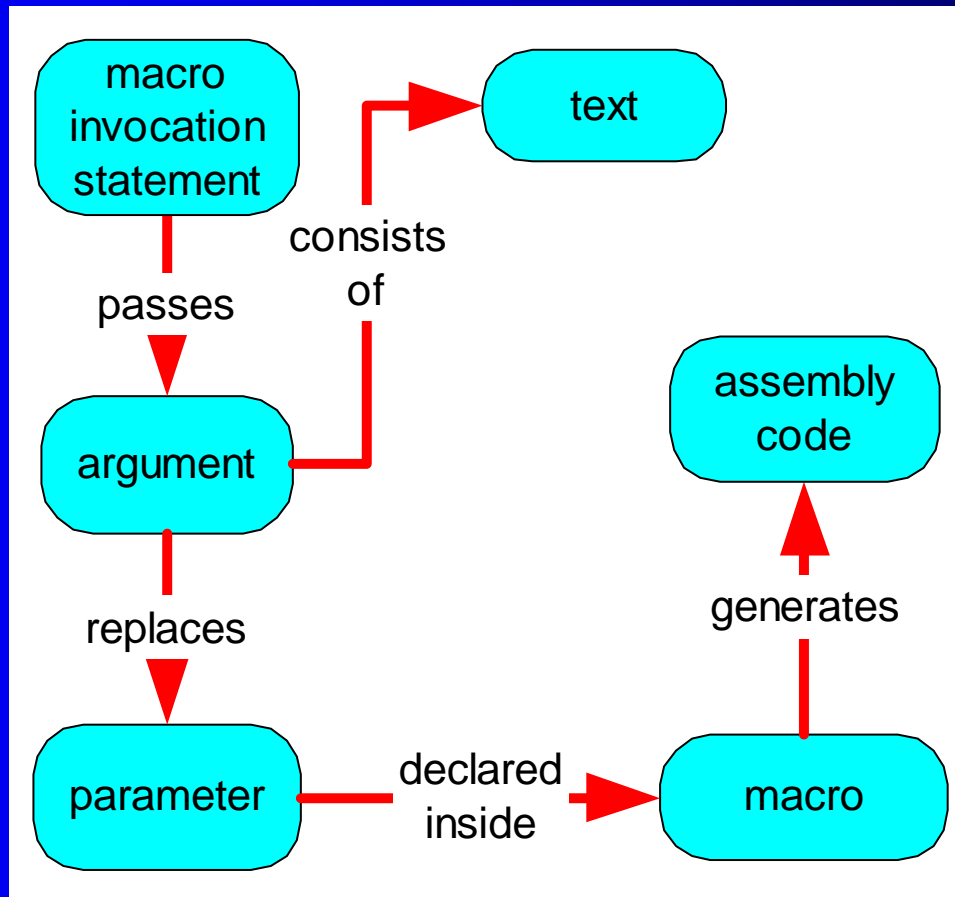 macro
invocation
statement
text
consists
of
passes
assembly
code
argument
generates
replaces
declared
inside
parameter
macro